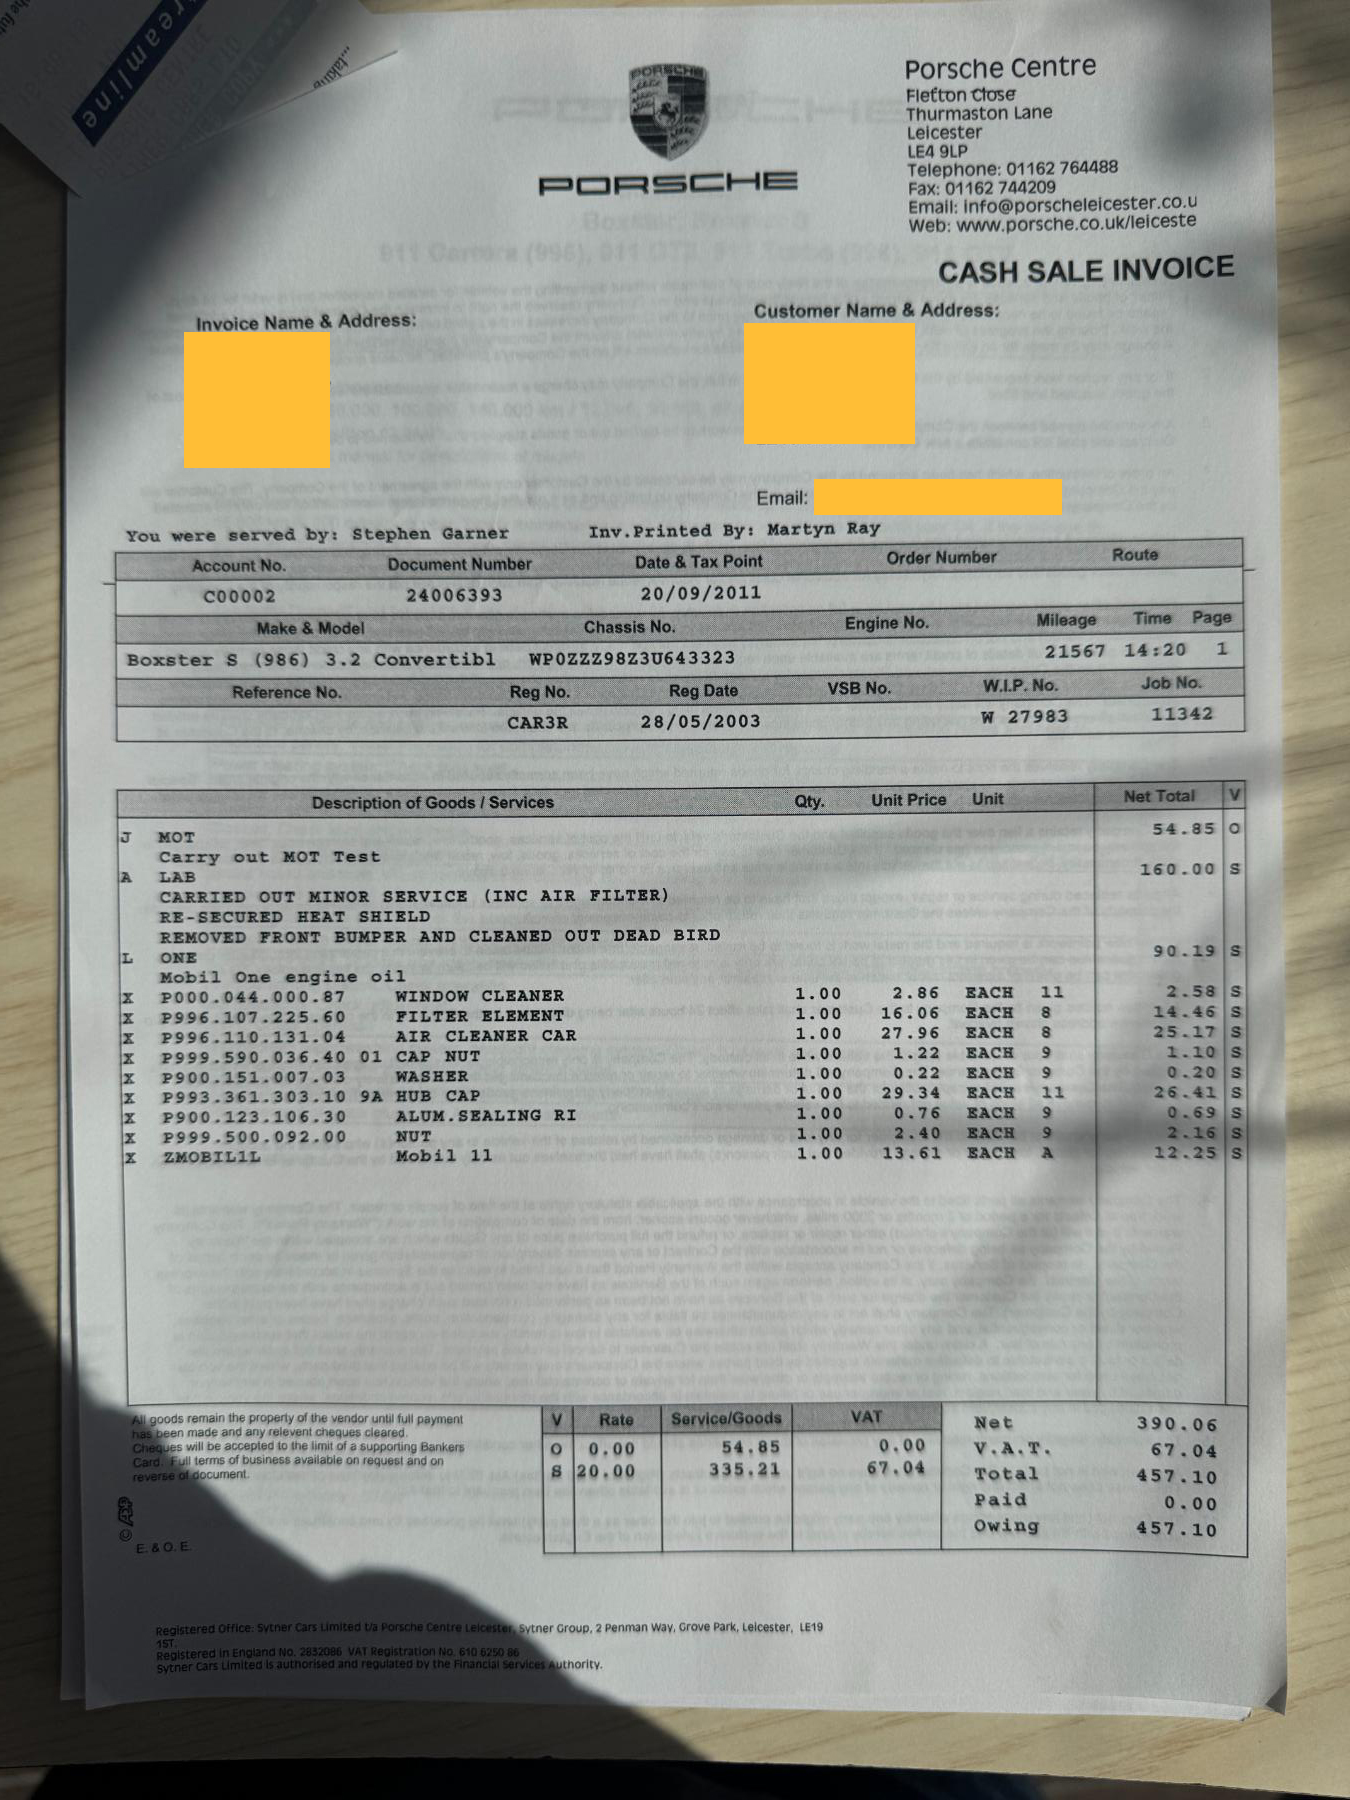 reamline
...taking
PORSCHE
PORSCHE
Porsche Centre
Fletton Close
Thurmaston Lane
Leicester
LE4 9LP
Telephone: 01162 764488
Fax: 01162 744209
Email: info@porscheleicester.co.u
Web: www.porsche.co.uk/leiceste
CASH SALE INVOICE
Invoice Name & Address: Customer Name & Address:
Email:
You were served by: Stephen Garner Inv.Printed By: Martyn Ray
Account No. Document Number Date & Tax Point Order Number Route
C00002 24006393 20/09/2011
Make & Model Chassis No. Engine No. Mileage Time Page
Boxster S (986) 3.2 Convertibl WP0ZZZ98Z3U643323 21567 14:20 1
Reference No. Reg No. Reg Date VSB No. W.I.P. No. Job No.
CAR3R 28/05/2003 W 27983 11342
Description of Goods / Services Qty. Unit Price Unit Net Total V
J MOT 54.85 O
Carry out MOT Test
A LAB 160.00 S
CARRIED OUT MINOR SERVICE (INC AIR FILTER)
RE-SECURED HEAT SHIELD
REMOVED FRONT BUMPER AND CLEANED OUT DEAD BIRD
L ONE 90.19 S
Mobil One engine oil
X P000.044.000.87 WINDOW CLEANER 1.00 2.86 EACH 11 2.58 S
X P996.107.225.60 FILTER ELEMENT 1.00 16.06 EACH 8 14.46 S
X P996.110.131.04 AIR CLEANER CAR 1.00 27.96 EACH 8 25.17 S
X P999.590.036.40 01 CAP NUT 1.00 1.22 EACH 9 1.10 S
X P900.151.007.03 WASHER 1.00 0.22 EACH 9 0.20 S
X P993.361.303.10 9A HUB CAP 1.00 29.34 EACH 11 26.41 S
X P900.123.106.30 ALUM.SEALING RI 1.00 0.76 EACH 9 0.69 S
X P999.500.092.00 NUT 1.00 2.40 EACH 9 2.16 S
X ZMOBIL1L Mobil 1l 1.00 13.61 EACH A 12.25 S
All goods remain the property of the vendor until full payment
has been made and any relevent cheques cleared.
Cheques will be accepted to the limit of a supporting Bankers
Card. Full terms of business available on request and on
reverse of document.
© ADP
E. & O. E.
V Rate Service/Goods VAT
O 0.00 54.85 0.00
S 20.00 335.21 67.04
Net 390.06
V.A.T. 67.04
Total 457.10
Paid 0.00
Owing 457.10
Registered Office: Sytner Cars Limited t/a Porsche Centre Leicester, Sytner Group, 2 Penman Way, Grove Park, Leicester, LE19
1ST.
Registered in England No. 2832086 VAT Registration No. 610 6250 86
Sytner Cars Limited is authorised and regulated by the Financial Services Authority.